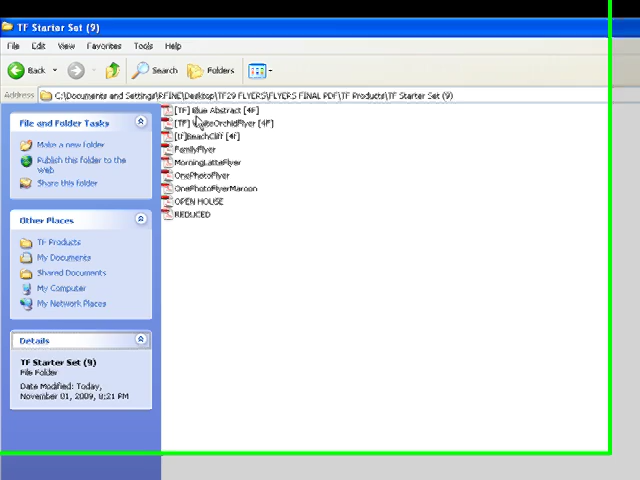 TF Starter Set (9)
File Edit View Favorites Tools Help
Back Search Folders
Address C:\Documents and Settings\RFINE\Desktop\TF29 FLYERS\FLYERS FINAL PDF\TF Products\TF Starter Set (9)
File and Folder Tasks
Make a new folder
Publish this folder to the
web
Share this folder
Other Places
TF Products
My Documents
Shared Documents
My Computer
My Network Places
Details
TF Starter Set (9)
File Folder
Date Modified: Today,
November 01, 2009, 8:21 PM
[TF] Blue Abstract [4F]
[TF] WhiteOrchidFlyer [4F]
[tf]BeachCliff [4f]
FamilyFlyer
MorningLatteFlyer
OnePhotoFlyer
OnePhotoFlyerMaroon
OPEN HOUSE
REDUCED